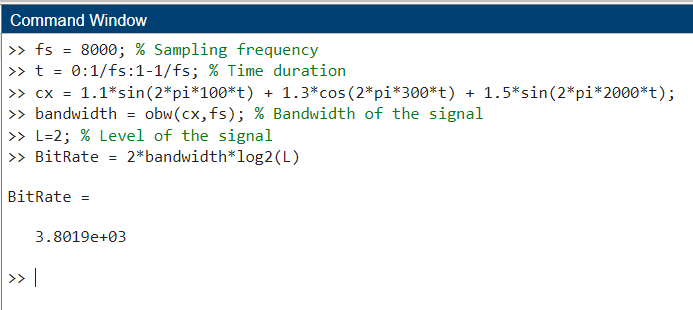 Command Window
>> fs = 8000; % Sampling frequency
>> t = 0:1/fs:1-1/fs; % Time duration
>> cx = 1.1*sin(2*pi*100*t) + 1.3*cos(2*pi*300*t) + 1.5*sin(2*pi*2000*t);
>> bandwidth = obw(cx,fs); % Bandwidth of the signal
>> L=2; % Level of the signal
>> BitRate = 2*bandwidth*log2(L)
BitRate =
3.8019e+03
>>